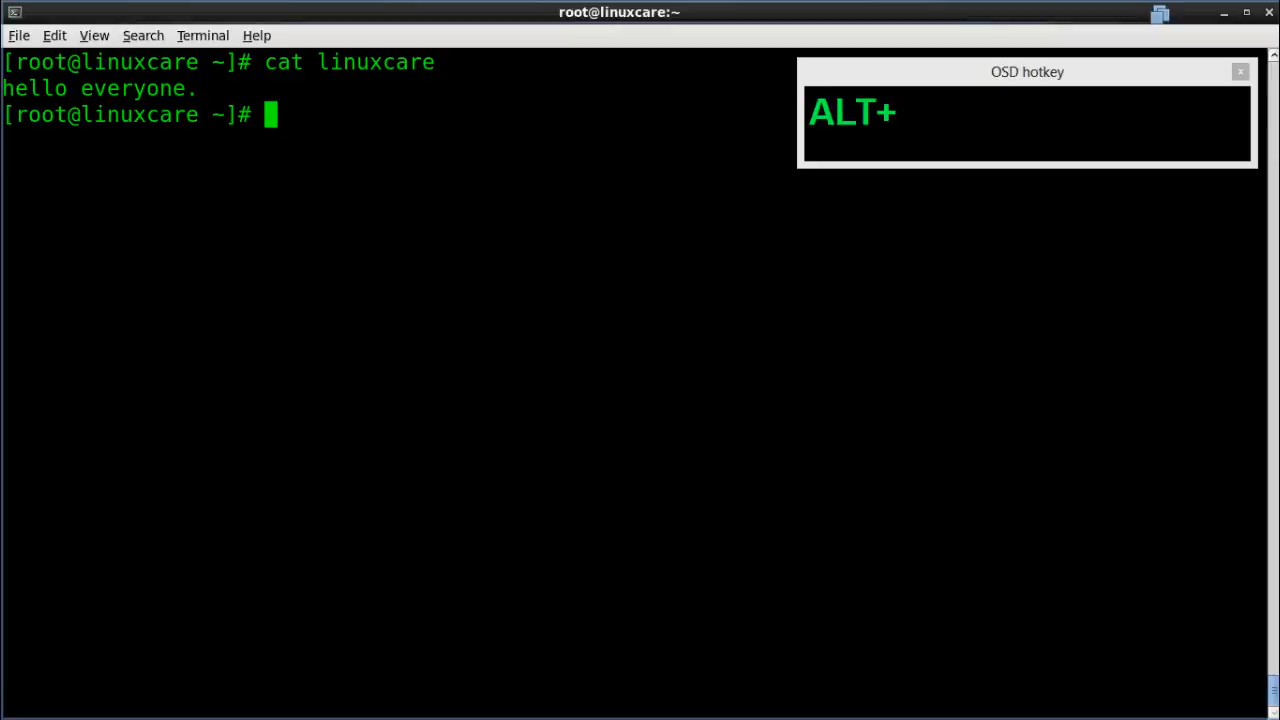 root@linuxcare:~
File Edit View Search Terminal Help
[root@linuxcare ~]# cat linuxcare
hello everyone.
[root@linuxcare ~]#
OSD hotkey
ALT+